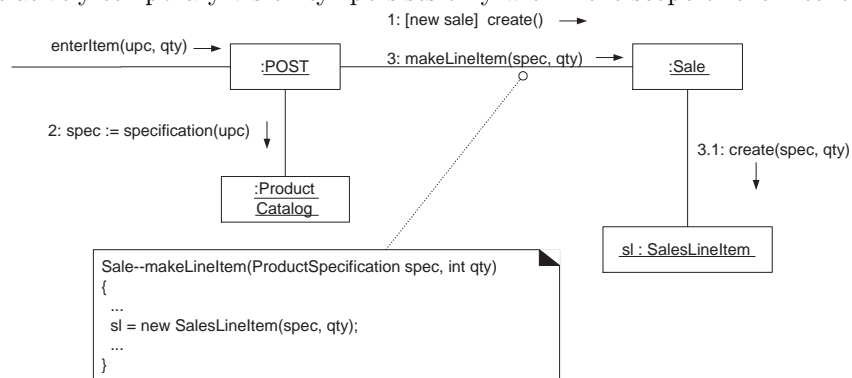 1: [new sale] create()
enterItem(upc, qty)
:POST
3: makeLineItem(spec, qty)
:Sale
2: spec := specification(upc)
3.1: create(spec, qty)
:Product
Catalog
sl : SalesLineItem
Sale--makeLineItem(ProductSpecification spec, int qty)
{
...
sl = new SalesLineItem(spec, qty);
...
}